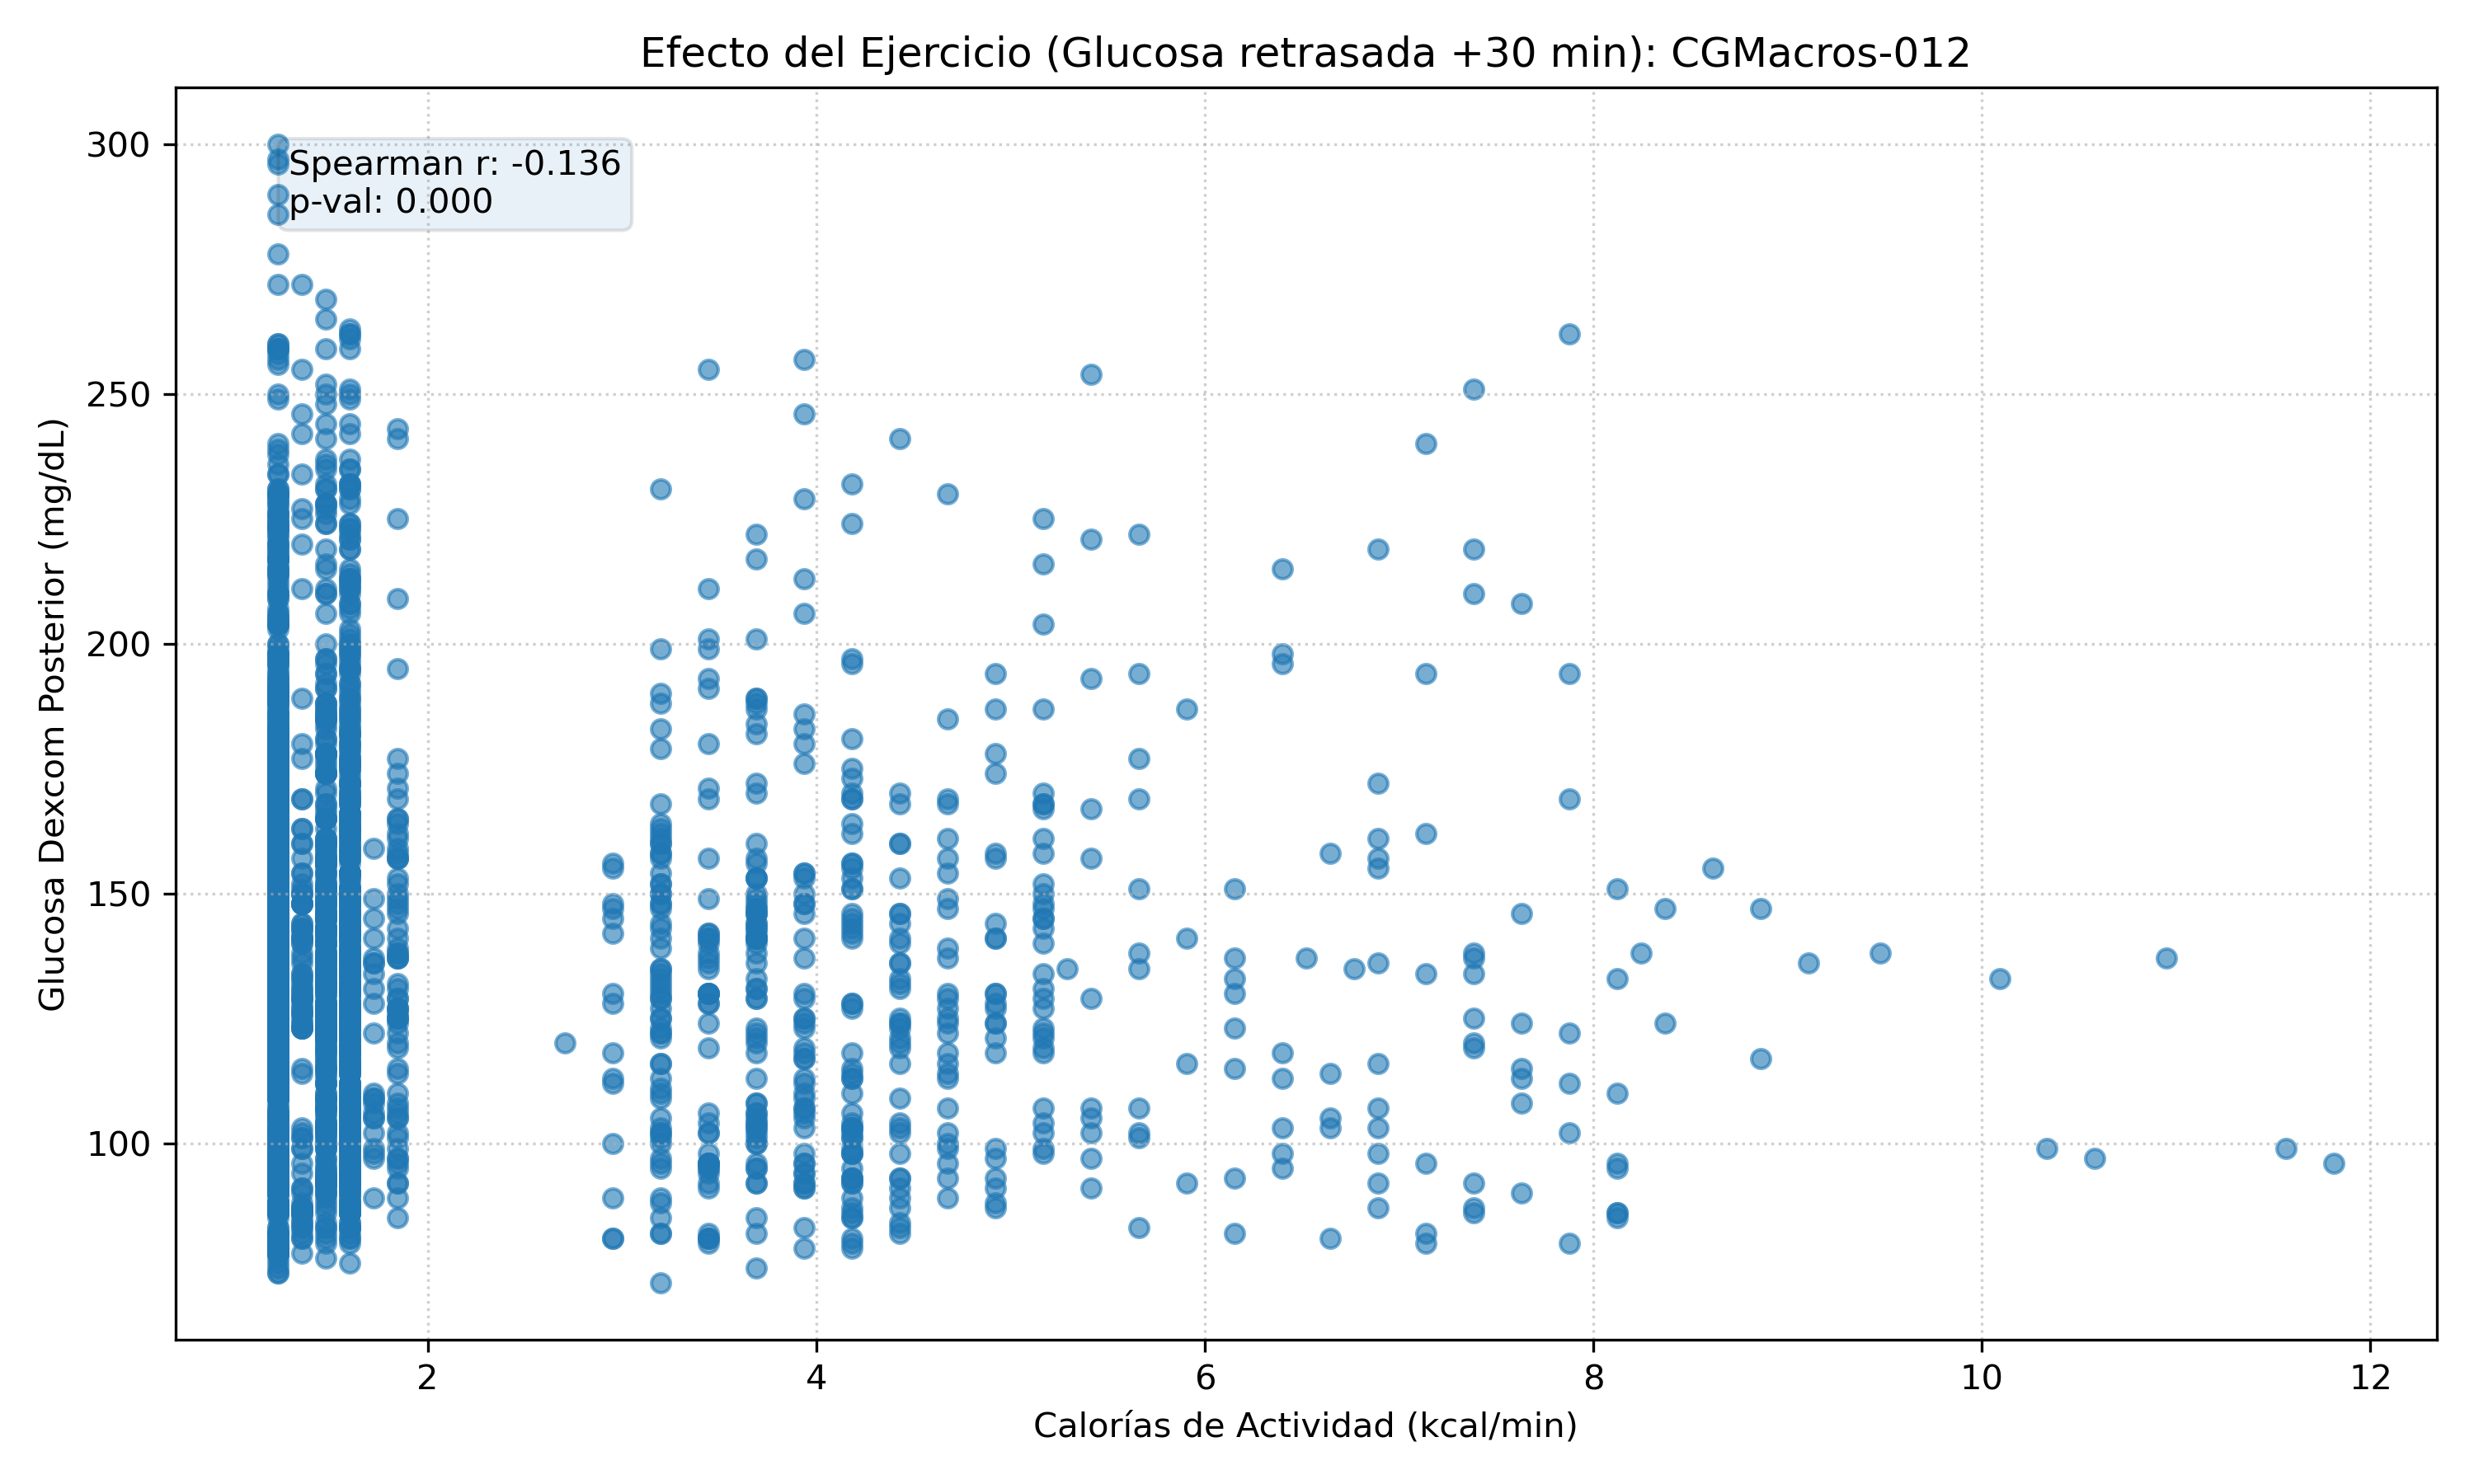 Efecto del Ejercicio (Glucosa retrasada +30 min): CGMacros-012
Spearman r: -0.136
p-val: 0.000
Glucosa Dexcom Posterior (mg/dL)
300
250
200
150
100
2 4 6 8 10 12
Calorías de Actividad (kcal/min)